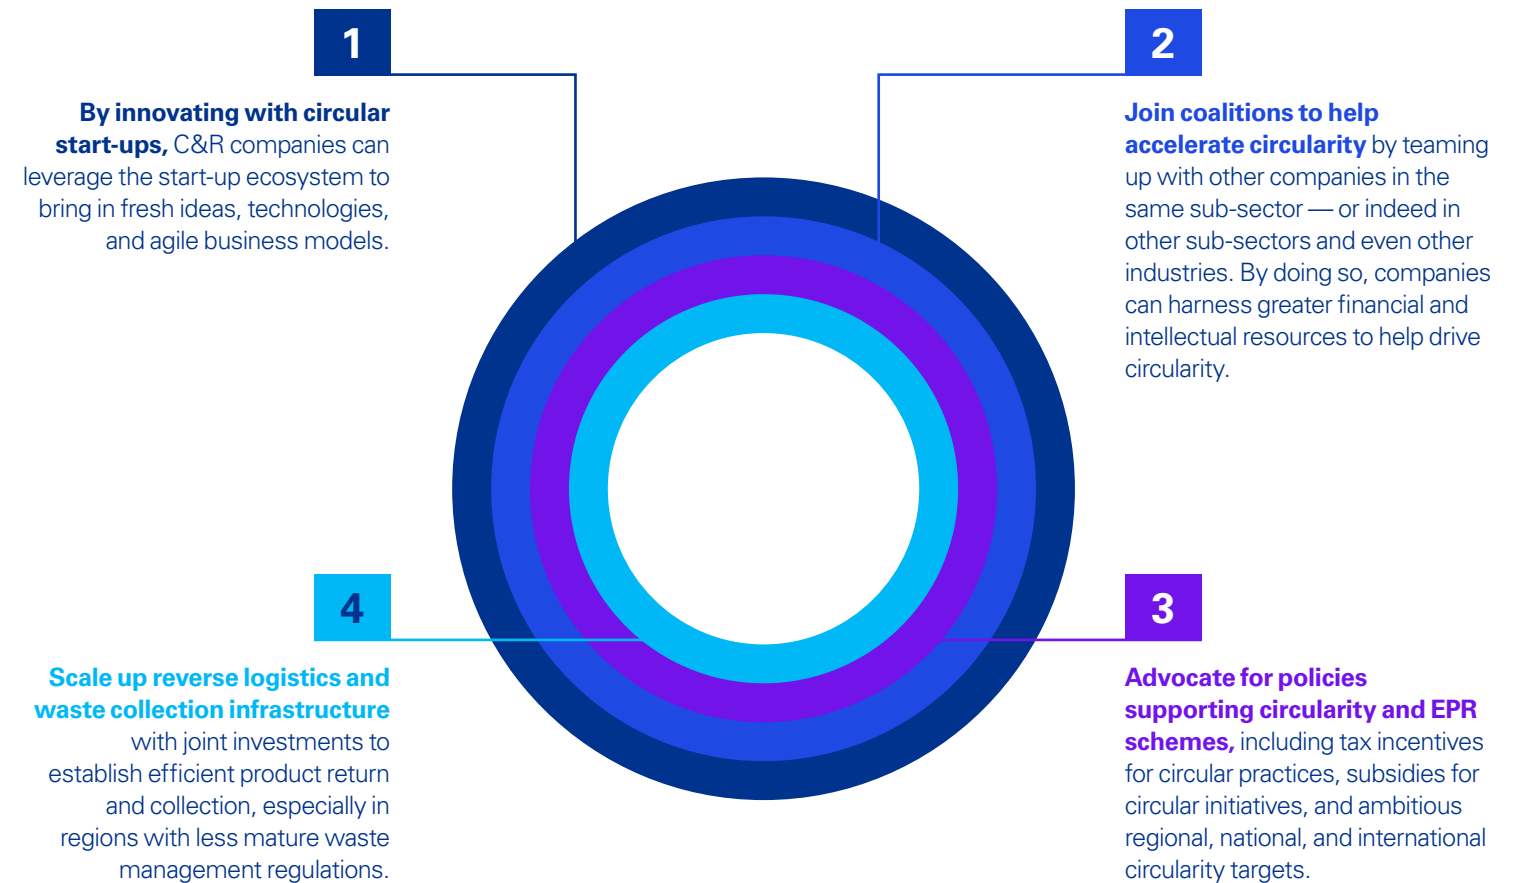 1
By innovating with circular
start-ups, C&R companies can
leverage the start-up ecosystem to
bring in fresh ideas, technologies,
and agile business models.
2
Join coalitions to help
accelerate circularity by teaming
up with other companies in the
same sub-sector — or indeed in
other sub-sectors and even other
industries. By doing so, companies
can harness greater financial and
intellectual resources to help drive
circularity.
4
Scale up reverse logistics and
waste collection infrastructure
with joint investments to
establish efficient product return
and collection, especially in
regions with less mature waste
management regulations.
3
Advocate for policies
supporting circularity and EPR
schemes, including tax incentives
for circular practices, subsidies for
circular initiatives, and ambitious
regional, national, and international
circularity targets.